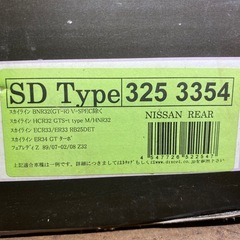 SD Type 325 3354
スカイライン BNR32(GT-R) V-SPEC除く
スカイライン HCR32 GTS-t type M/HNR32
スカイライン ECR33/ER33 RB25DET
スカイライン ER34 GT ターボ
フェアレディZ 89/07-02/08 Z32
NISSAN REAR
4547726522547